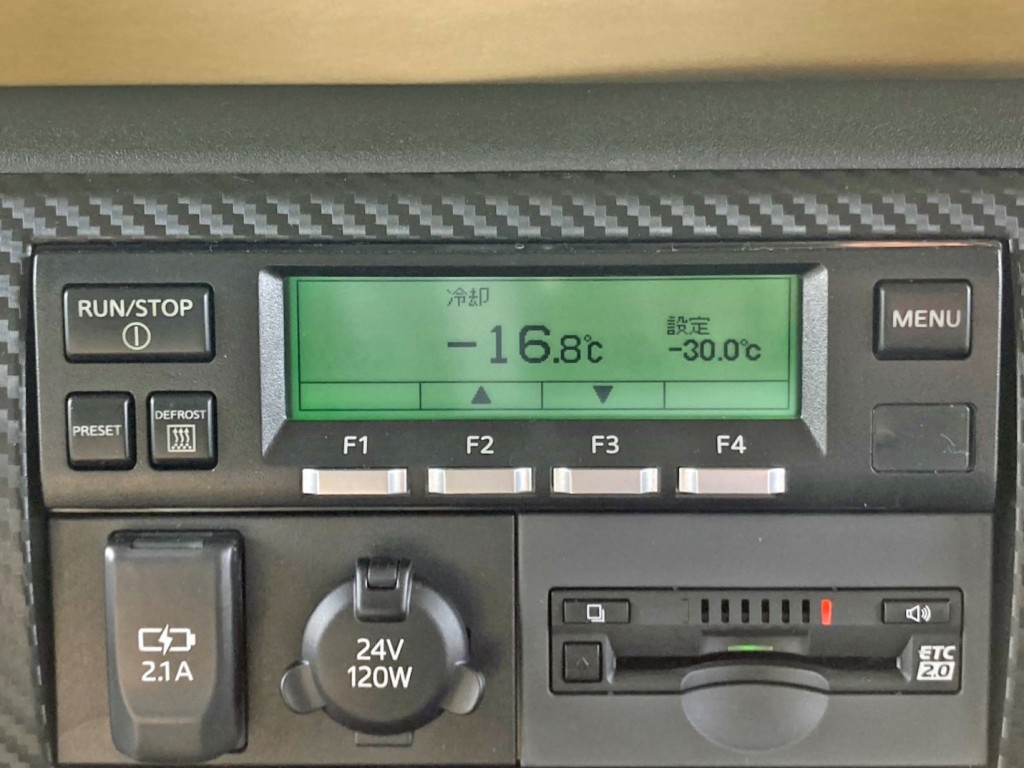 RUN/STOP
PRESET
DEFROST
冷却
-16.8℃
設定
-30.0℃
▲
▼
F1
F2
F3
F4
MENU
2.1A
24V
120W
ETC
2.0